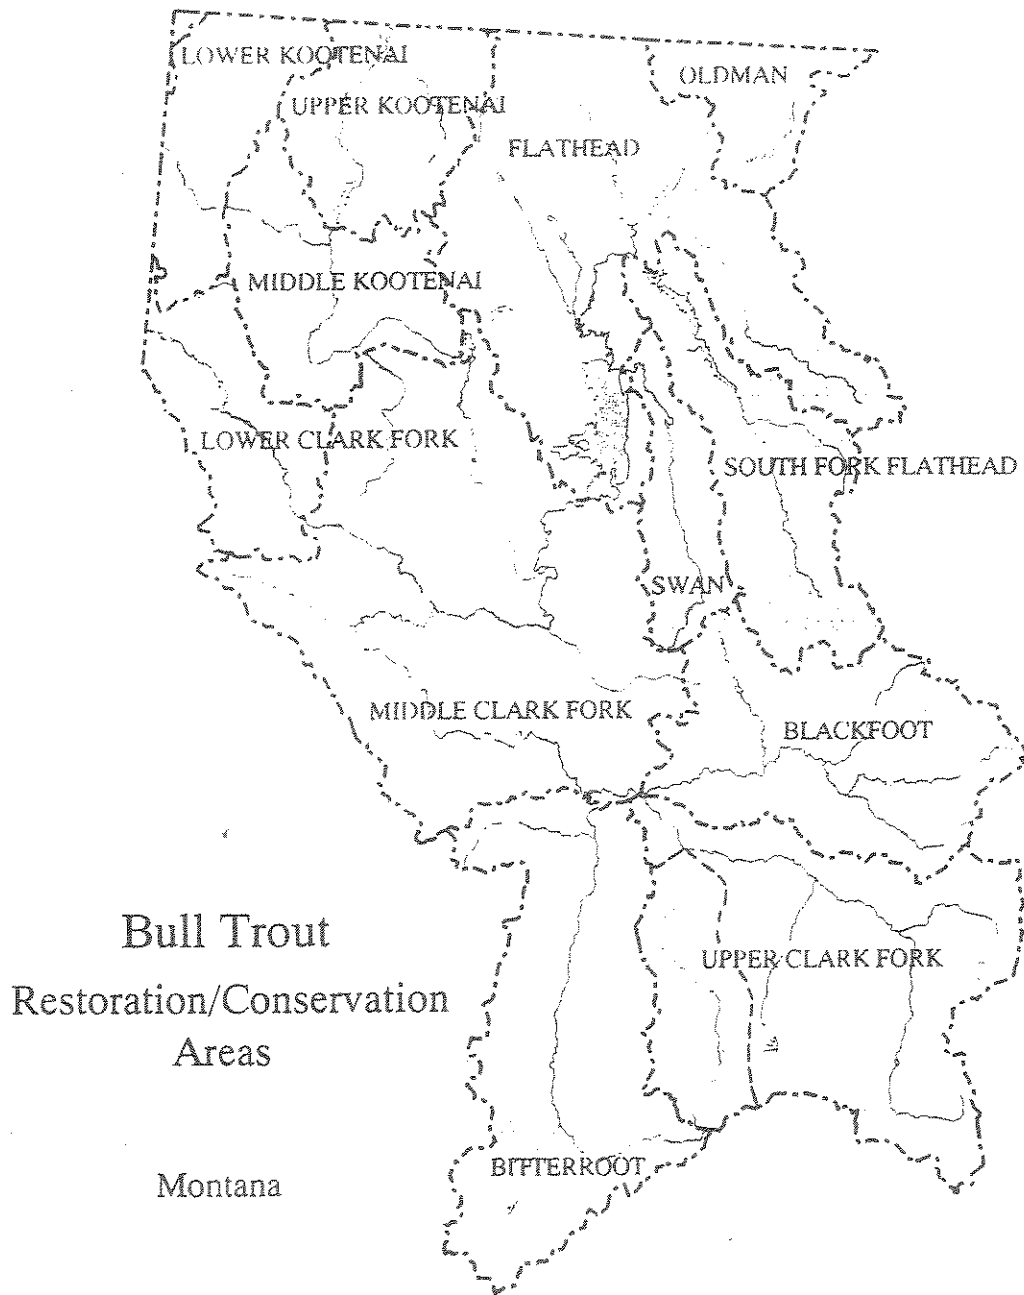 LOWER KOOTENAI
OLDMAN
UPPER KOOTENAI
FLATHEAD
MIDDLE KOOTENAI
LOWER CLARK FORK
SOUTH FORK FLATHEAD
SWAN
MIDDLE CLARK FORK
BLACKFOOT
Bull Trout
Restoration/Conservation
Areas
UPPER CLARK FORK
BITTERROOT
Montana